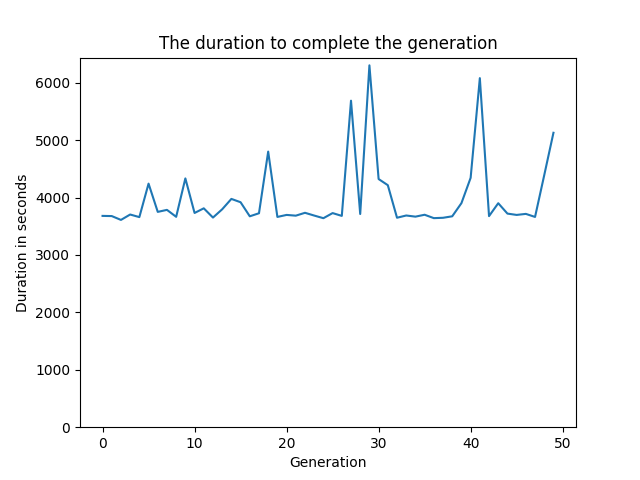 The duration to complete the generation
Duration in seconds
6000
5000
4000
3000
2000
1000
0
0 10 20 30 40 50
Generation